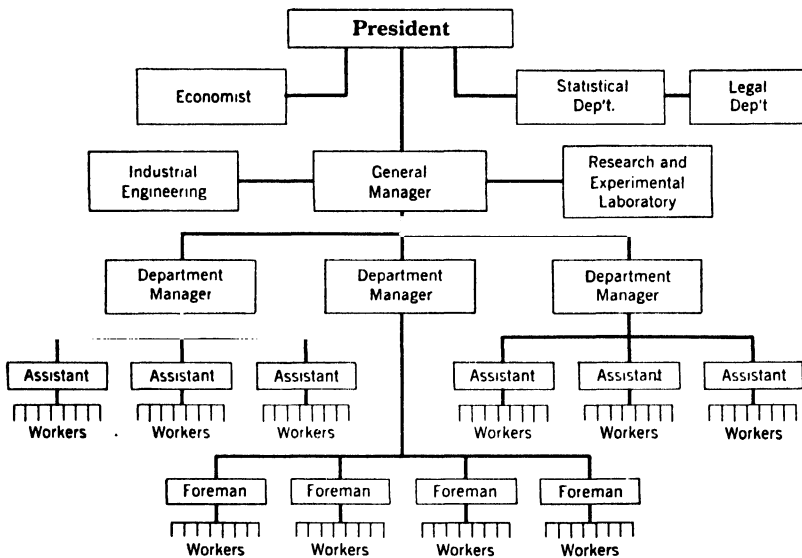 President
Economist
Statistical
Dep't.
Legal
Dep't
Industrial
Engineering
General
Manager
Research and
Experimental
Laboratory
Department
Manager
Department
Manager
Department
Manager
Assistant
Assistant
Assistant
Assistant
Assistant
Assistant
Workers
Workers
Workers
Workers
Workers
Workers
Foreman
Foreman
Foreman
Foreman
Workers
Workers
Workers
Workers